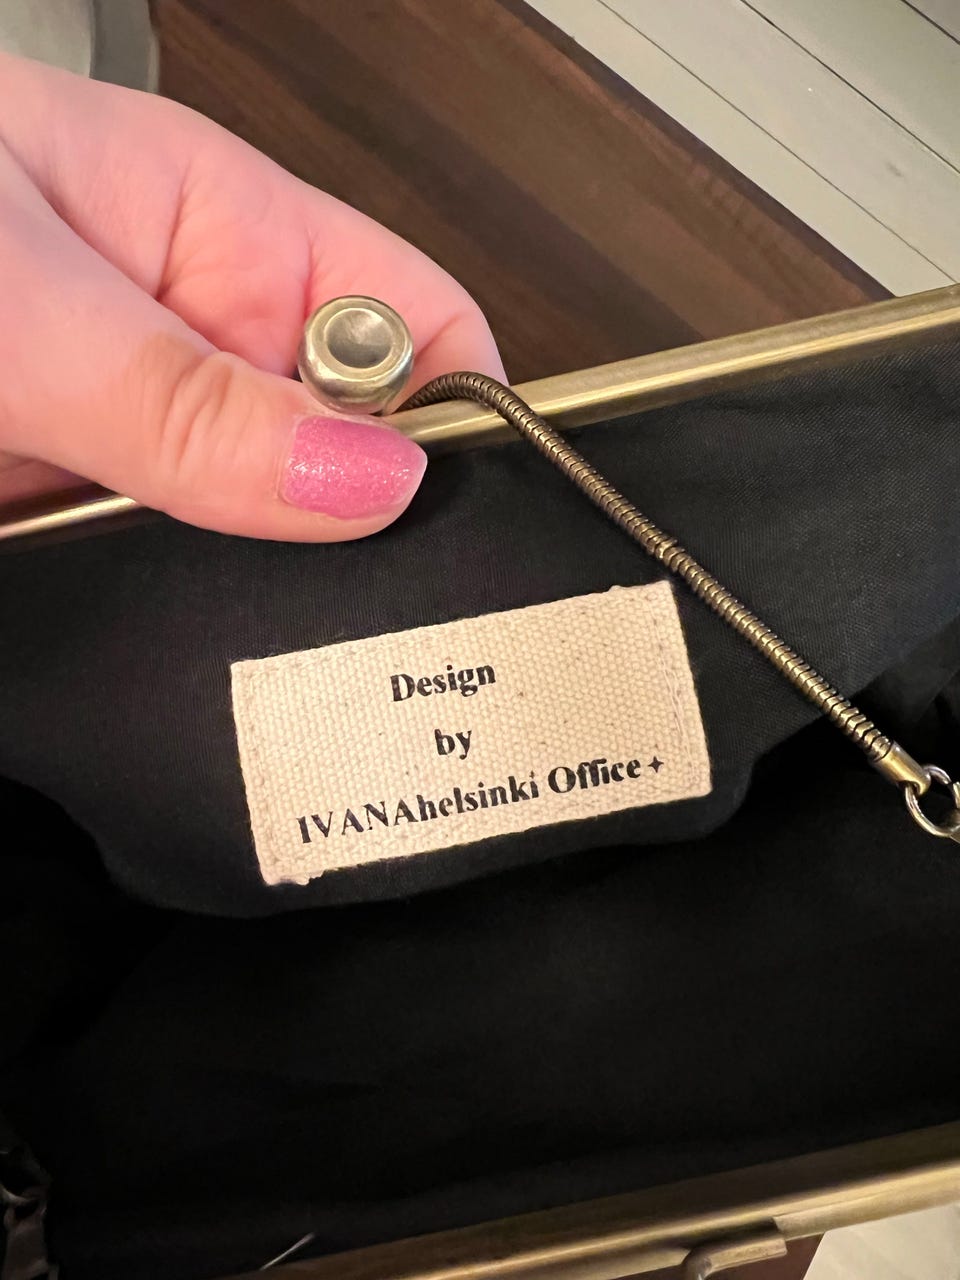 Design
by
IVANAhelsinki Office✦